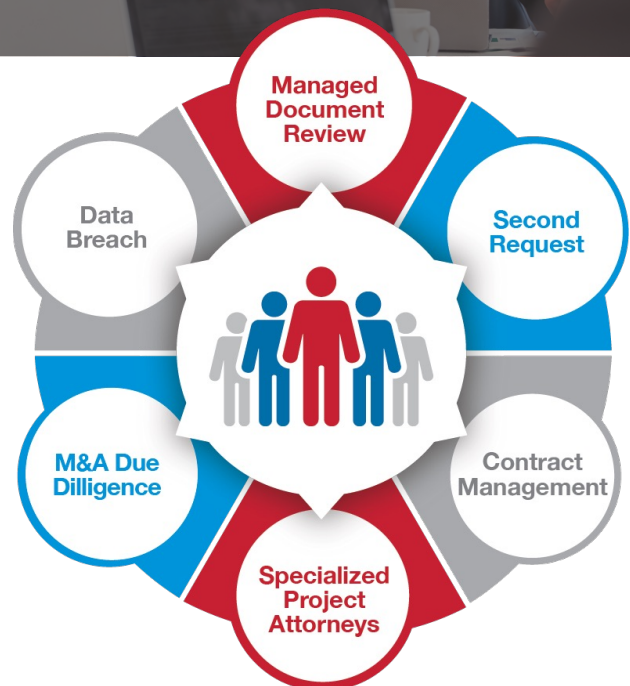 Managed
Document
Review
Second
Request
Contract
Management
Specialized
Project
Attorneys
M&A Due
Dilligence
Data
Breach